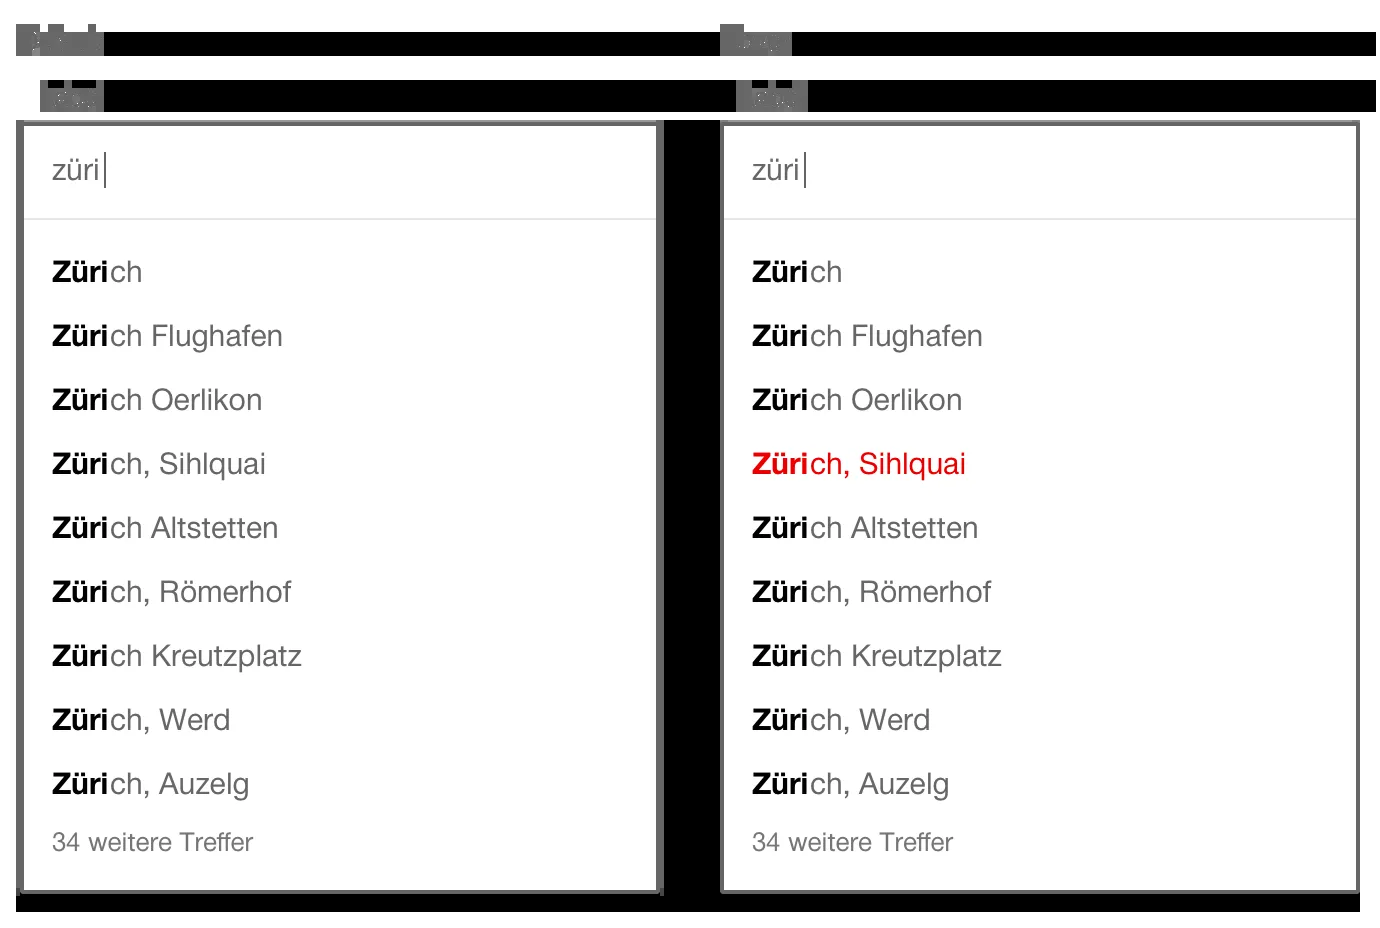 züri
Zürich
Zürich Flughafen
Zürich Oerlikon
Zürich, Sihlquai
Zürich Altstetten
Zürich, Römerhof
Zürich Kreutzplatz
Zürich, Werd
Zürich, Auzelg
34 weitere Treffer
züri
Zürich
Zürich Flughafen
Zürich Oerlikon
Zürich, Sihlquai
Zürich Altstetten
Zürich, Römerhof
Zürich Kreutzplatz
Zürich, Werd
Zürich, Auzelg
34 weitere Treffer